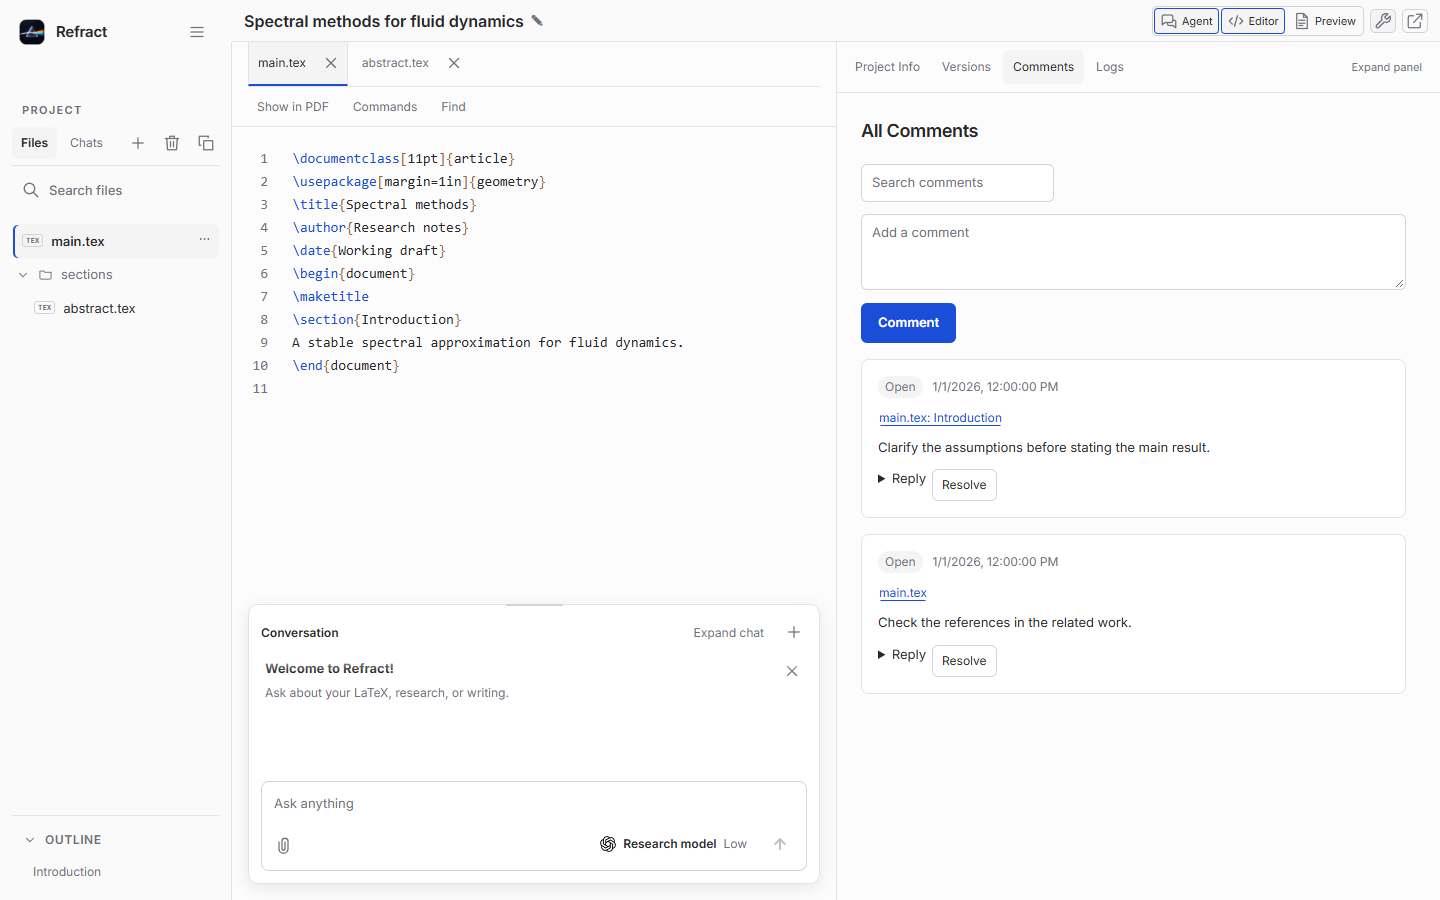 Refract
PROJECT
Files
Chats
Search files
TEX main.tex ...
sections
TEX abstract.tex
OUTLINE
Introduction
Spectral methods for fluid dynamics
Agent
Editor
Preview
main.tex
abstract.tex
Show in PDF
Commands
Find
1 \documentclass[11pt]{article}
2 \usepackage[margin=1in]{geometry}
3 \title{Spectral methods}
4 \author{Research notes}
5 \date{Working draft}
6 \begin{document}
7 \maketitle
8 \section{Introduction}
9 A stable spectral approximation for fluid dynamics.
10 \end{document}
11
Conversation
Expand chat
Welcome to Refract!
Ask about your LaTeX, research, or writing.
Ask anything
Research model Low
Project Info
Versions
Comments
Logs
Expand panel
All Comments
Search comments
Add a comment
Comment
Open 1/1/2026, 12:00:00 PM
main.tex: Introduction
Clarify the assumptions before stating the main result.
Reply
Resolve
Open 1/1/2026, 12:00:00 PM
main.tex
Check the references in the related work.
Reply
Resolve